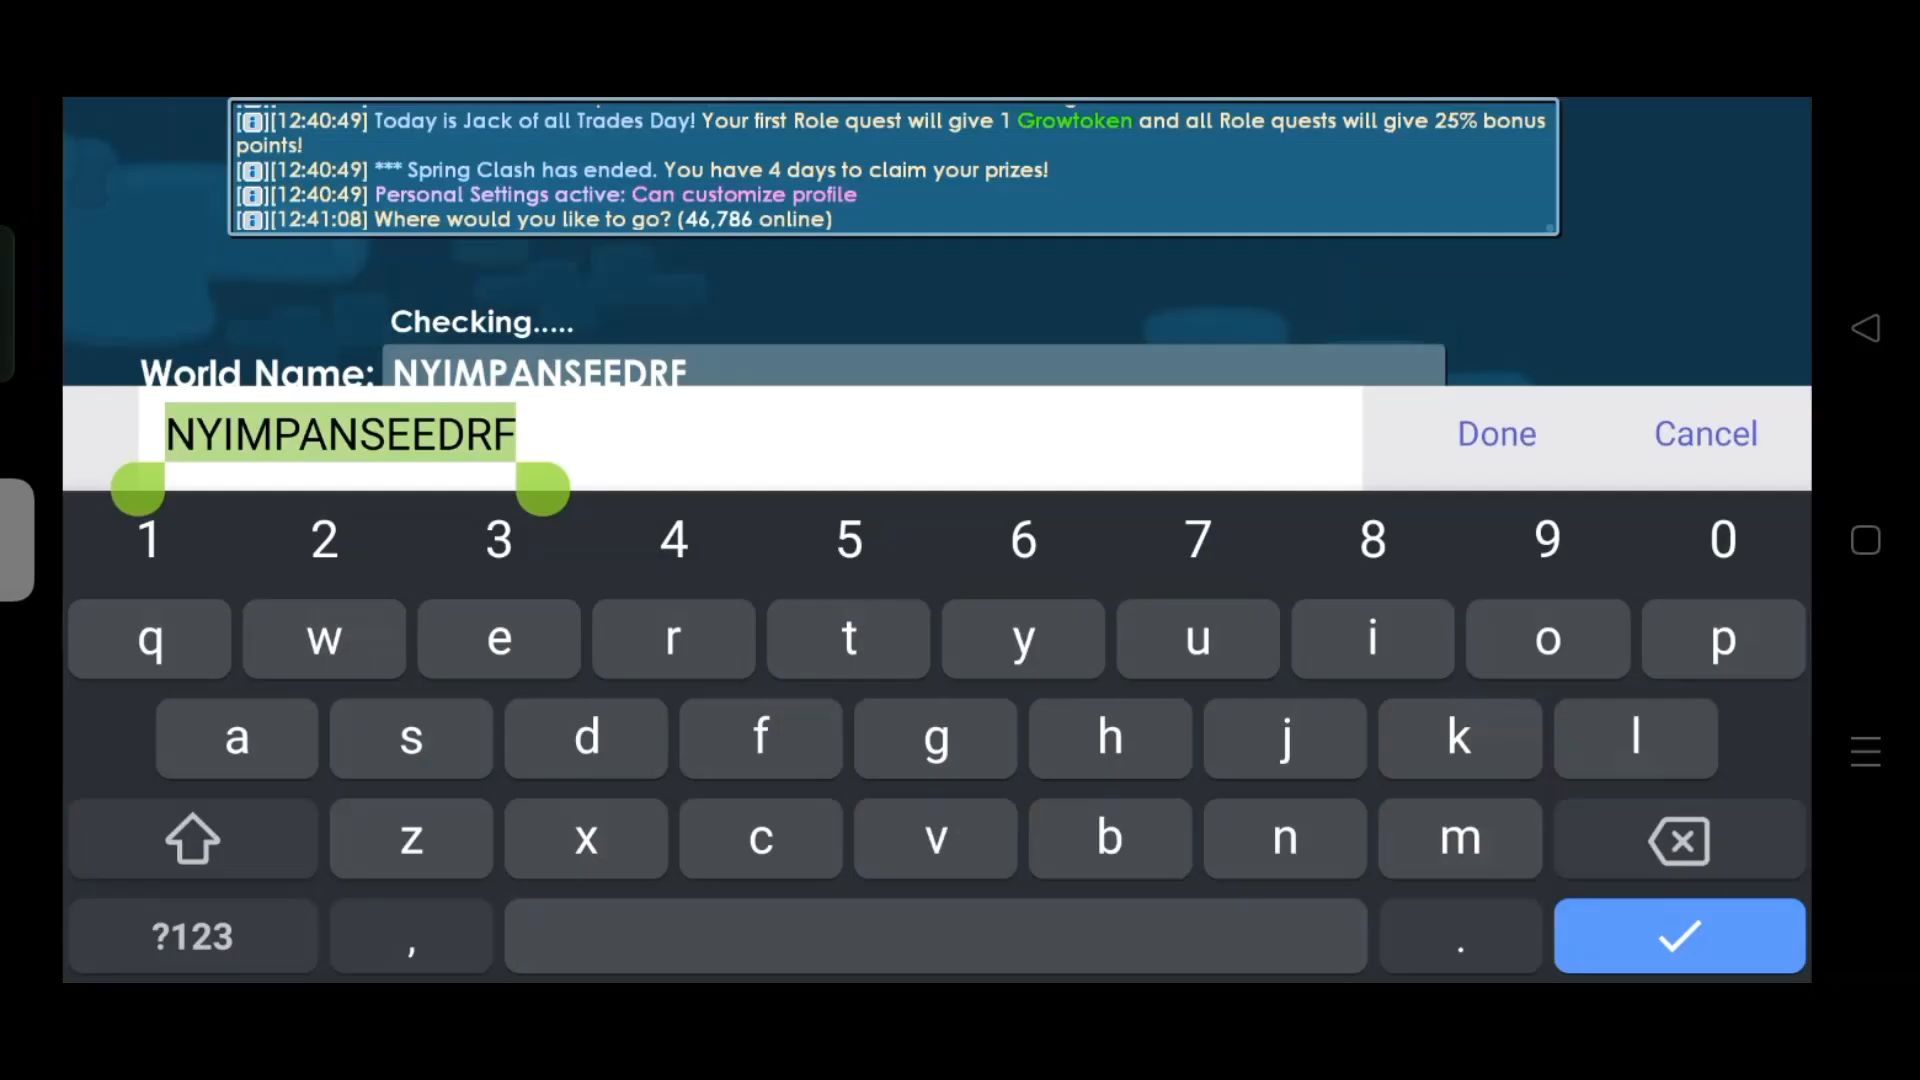 [i][12:40:49] Today is Jack of all Trades Day! Your first Role quest will give 1 Growtoken and all Role quests will give 25% bonus
points!
[i][12:40:49] *** Spring Clash has ended. You have 4 days to claim your prizes!
[i][12:40:49] Personal Settings active: Can customize profile
[i][12:41:08] Where would you like to go? (46,786 online)
Checking.....
World Name: NYIMPANSEEDRF
NYIMPANSEEDRF Done Cancel
1 2 3 4 5 6 7 8 9 0
q w e r t y u i o p
a s d f g h j k l
z x c v b n m
?123 , .